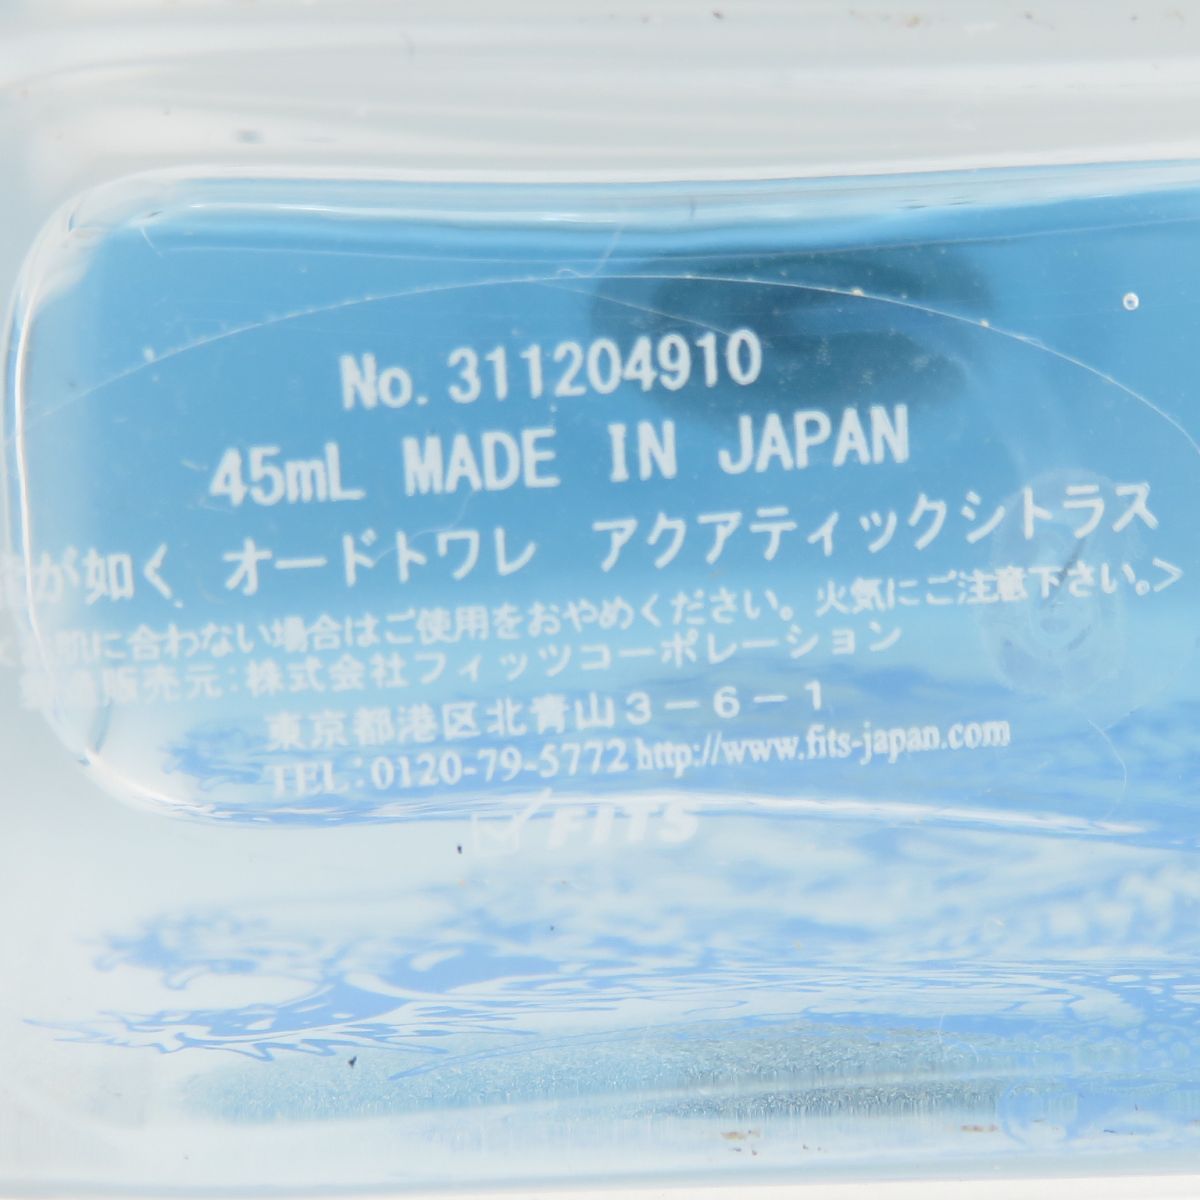 No. 311204910
45mL MADE IN JAPAN
が如く オードトワレ アクアティックシトラス
肌に合わない場合はご使用をおやめください。火気にご注意下さい。>
販売元:株式会社フィッツコーポレーション
東京都港区北青山3-6-1
TEL:0120-79-5772 http://www.fits-japan.com
FITS